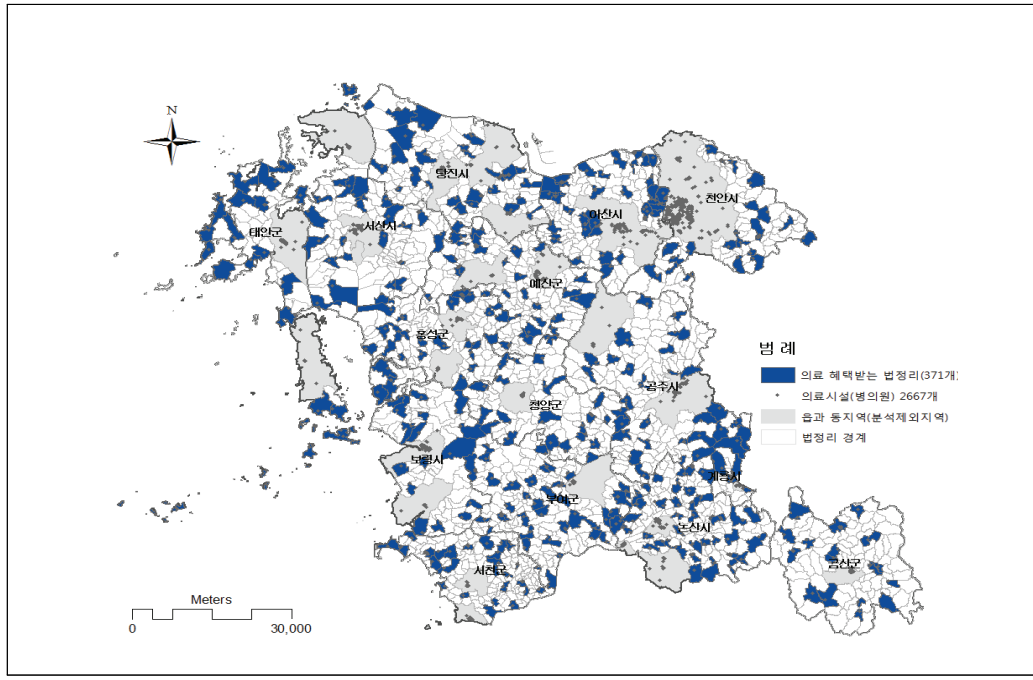 N
당진시
천안시
아산시
서산시
태안군
예산군
홍성군
공주시
청양군
보령시
계룡시
부여군
논산시
서천군
금산군
범 례
의료 혜택받는 법정리(371개)
의료시설(병의원) 2667개
읍과 동지역(분석제외지역)
법정리 경계
Meters
0 30,000